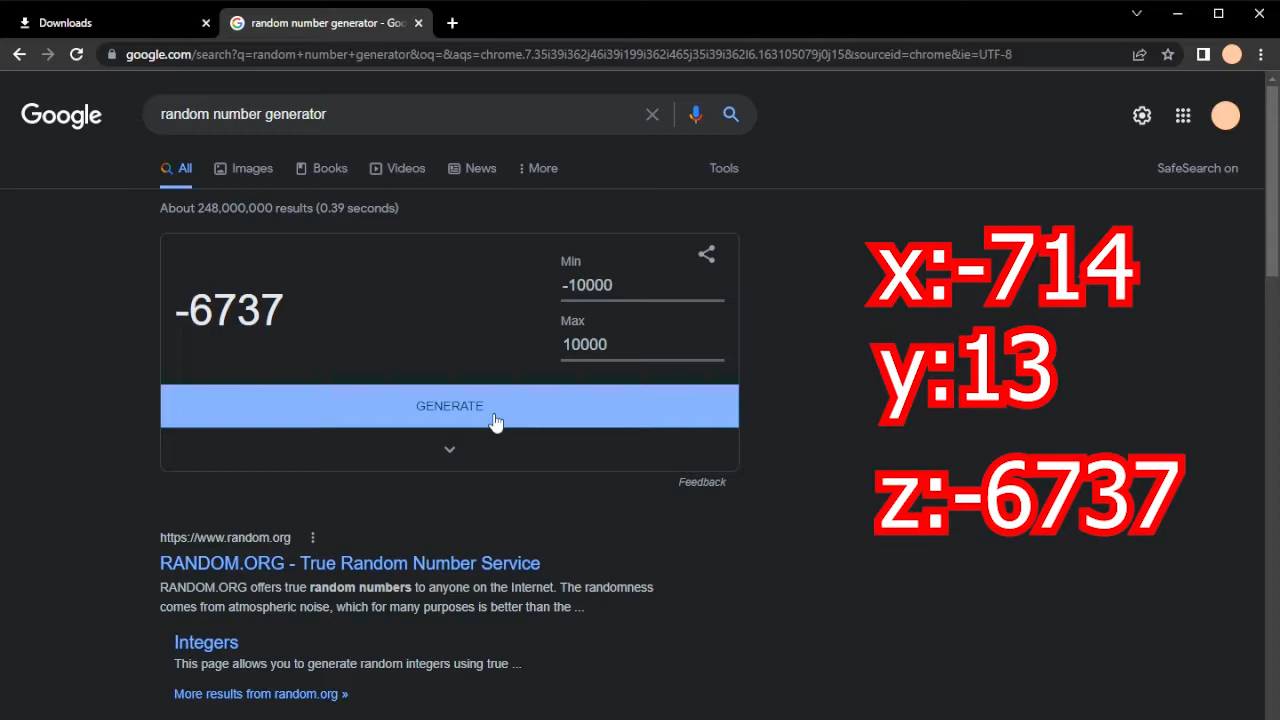 Downloads
random number generator - Goo
google.com/search?q=random+number+generator&oq=&aqs=chrome.7.35i39i362j46i39i199i362i465j35i39i362l6.163105079j0j15&sourceid=chrome&ie=UTF-8
Google
random number generator
All
Images
Books
Videos
News
More
Tools
SafeSearch on
About 248,000,000 results (0.39 seconds)
-6737
Min
-10000
Max
10000
GENERATE
Feedback
x:-714
y:13
z:-6737
https://www.random.org
RANDOM.ORG - True Random Number Service
RANDOM.ORG offers true random numbers to anyone on the Internet. The randomness
comes from atmospheric noise, which for many purposes is better than the ...
Integers
This page allows you to generate random integers using true ...
More results from random.org »